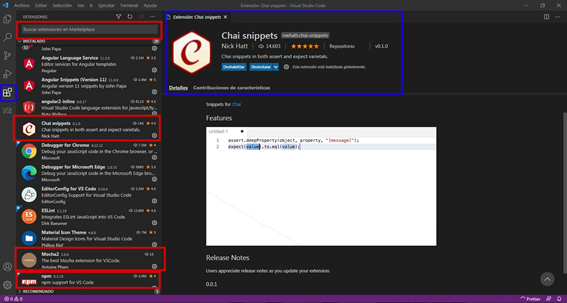 Archivo Editar Selección Ver Ir Ejecutar Terminal Ayuda
Extensión: Chai snippets - Visual Studio Code
EXTENSIONES
Buscar extensiones en Marketplace
INSTALADO
John Papa
Angular Language Service
Editor services for Angular templates
Angular
Angular Snippets (Version 11)
Angular version 11 snippets by John Papa
John Papa
angular2-inline
Visual Studio Code language extension for javascript/
Chai snippets 0.1.0
Chai snippets in both assert and expect varietals.
Nick Hatt
Debugger for Chrome
Debug your JavaScript code in the Chrome browser, or
Microsoft
Debugger for Microsoft Edge
Debug your JavaScript code in the Microsoft Edge
Microsoft
EditorConfig for VS Code
EditorConfig Support for Visual Studio Code
EditorConfig
ESLint
Integrates ESLint JavaScript into VS Code.
Dirk Baeumer
Material Icon Theme
Material Design Icons for Visual Studio Code
Philipp Kief
Mocha2
The best Mocha extension for VSCode.
Antoine Pham
npm
npm support for VS Code
RECOMENDADO
Extensión: Chai snippets
Chai snippets nwhatt.chai-snippets
Nick Hatt 14.603 Repositorio v0.1.0
Chai snippets in both assert and expect varietals.
Deshabilitar Desinstalar Esta extensión está habilitada globalmente.
Detalles Contribuciones de características
Snippets for Chai
Features
Untitled-1
1 assert.deepProperty(object, property, "[message]");
2 expect(value).to.eql(value);
Release Notes
Users appreciate release notes as you update your extension.
0.0.1
0 0
Prettier